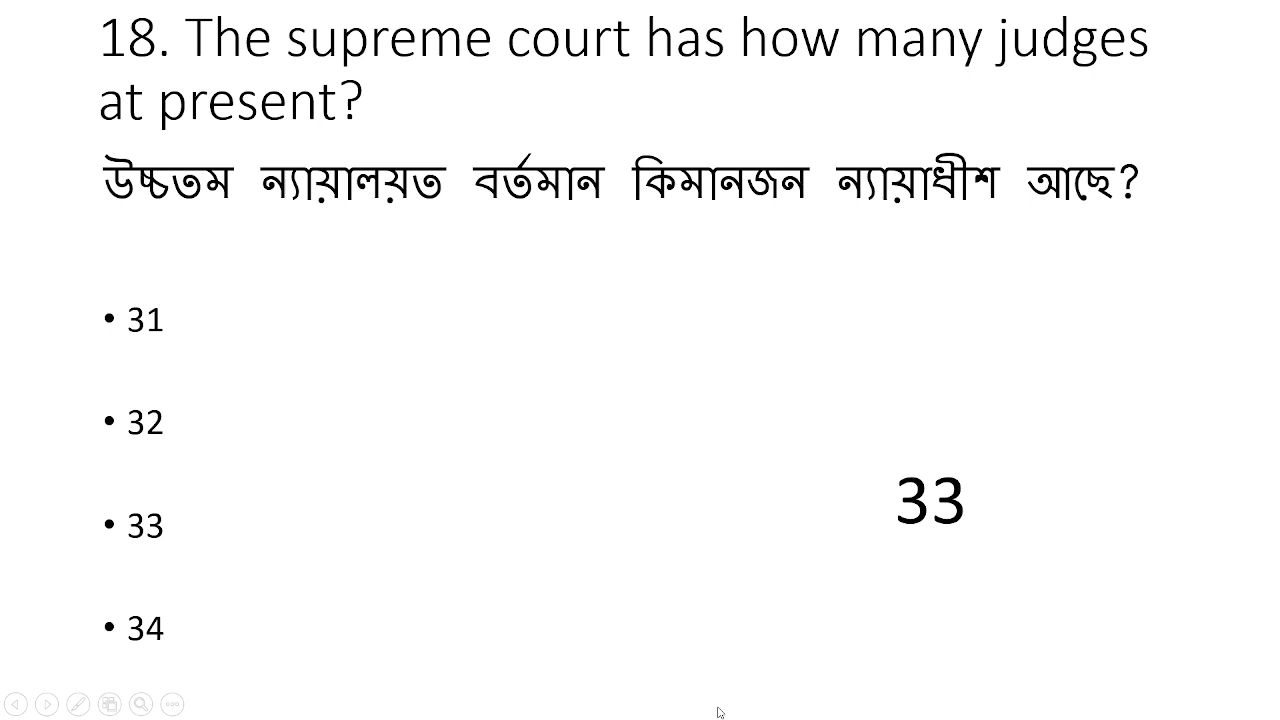 18. The supreme court has how many judges
at present?
উচ্চতম ন্যায়ালয়ত বৰ্তমান কিমানজন ন্যায়াধীশ আছে?
• 31
• 32
• 33
33
• 34